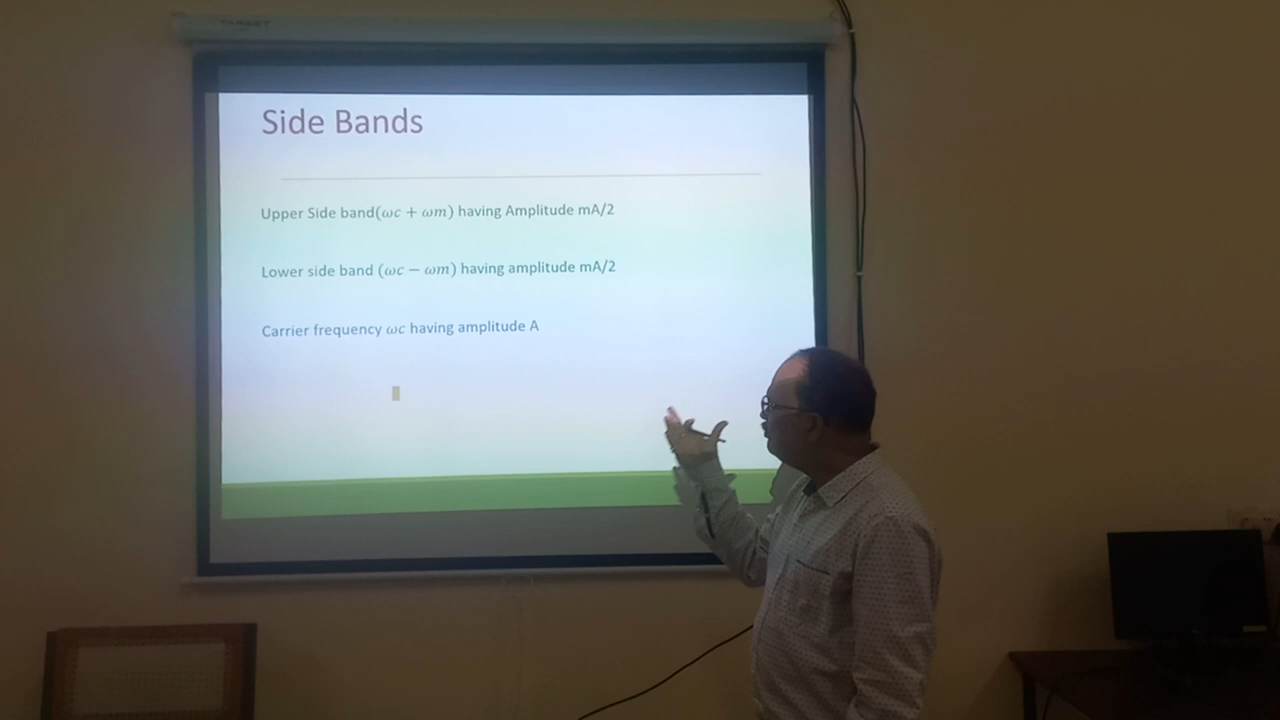 TARGET
Side Bands
Upper Side band(ωc + ωm) having Amplitude mA/2
Lower side band (ωc − ωm) having amplitude mA/2
Carrier frequency ωc having amplitude A